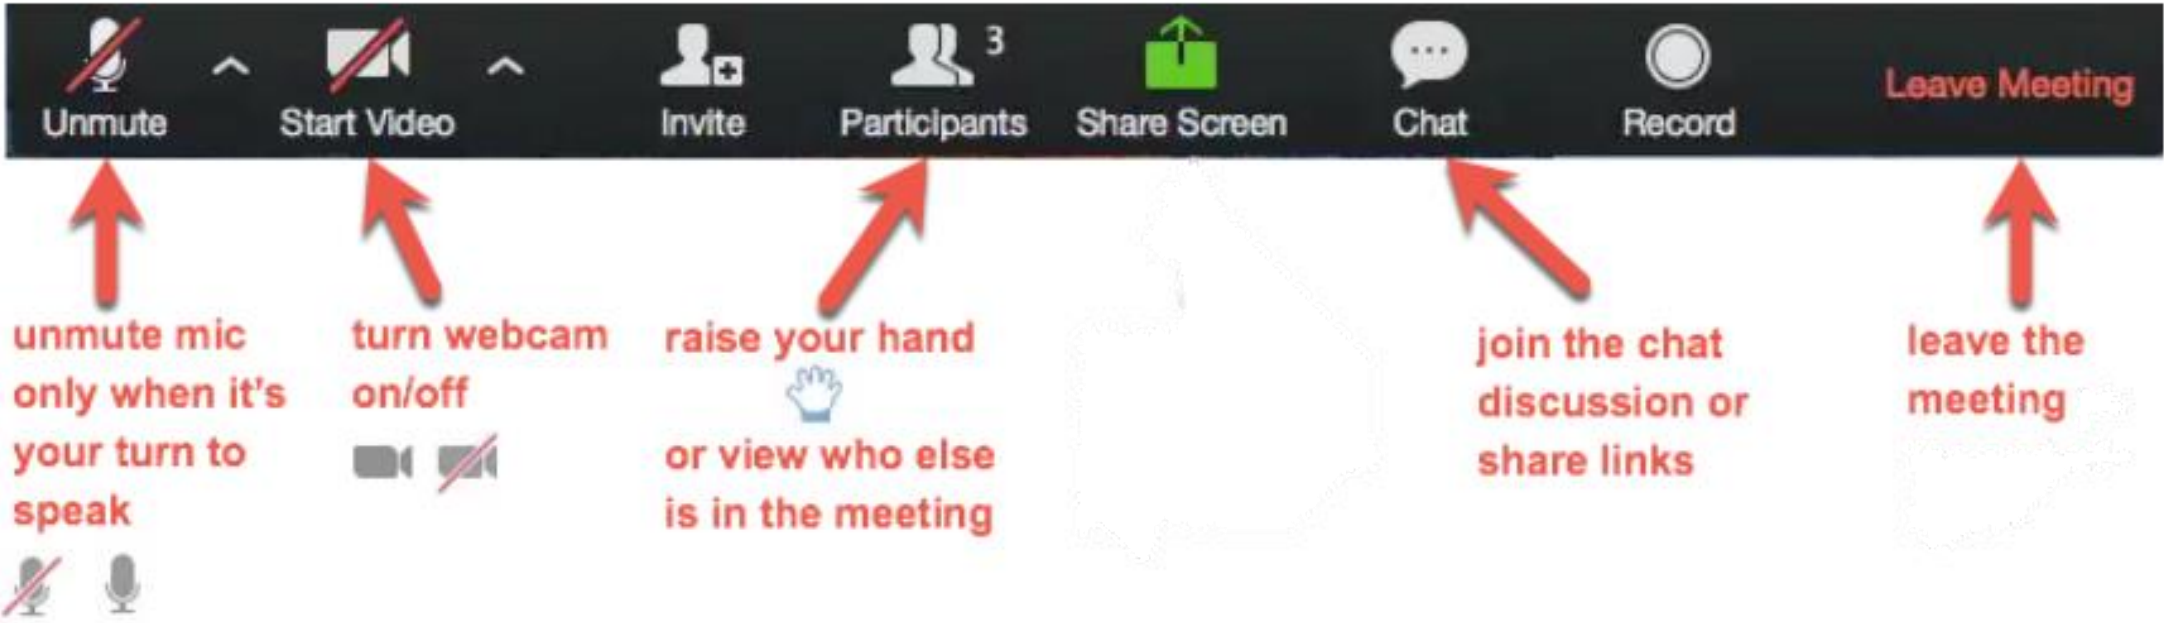 3
Leave Meeting
Unmute
Start Video
Invite
Participants
Share Screen
Chat
Record
unmute mic
only when it's
your turn to
speak
turn webcam
on/off
raise your hand
or view who else
is in the meeting
join the chat
discussion or
share links
leave the
meeting